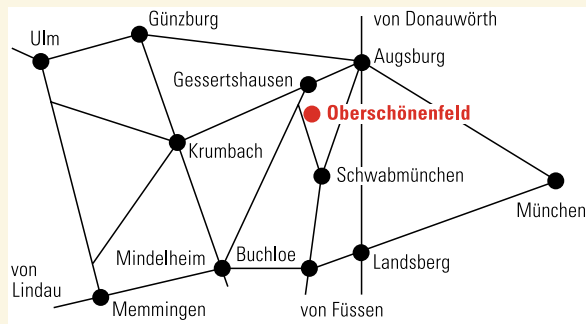 Günzburg
von Donauwörth
Ulm
Augsburg
Gessertshausen
Oberschönenfeld
Krumbach
Schwabmünchen
München
Mindelheim
Buchloe
Landsberg
von
Lindau
Memmingen
von Füssen